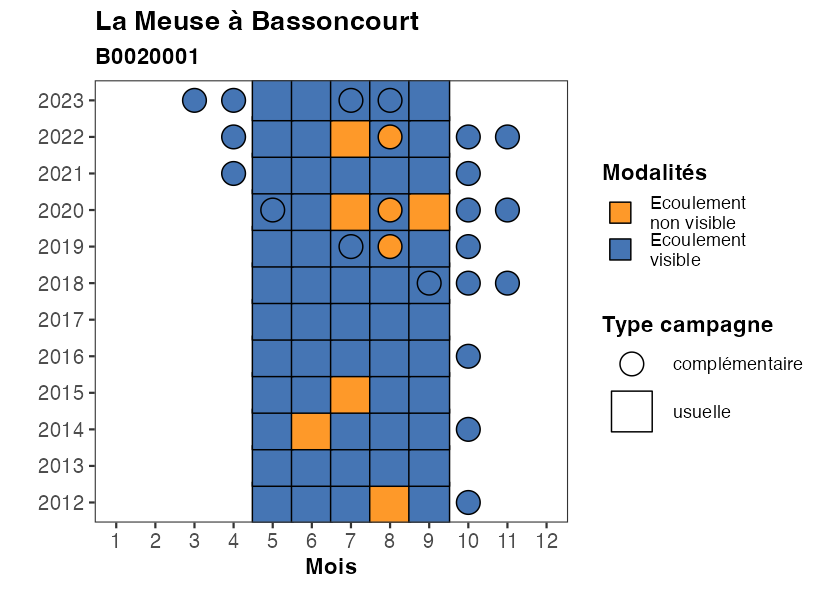 La Meuse à Bassoncourt
B0020001
2023
2022
2021
2020
2019
2018
2017
2016
2015
2014
2013
2012
1 2 3 4 5 6 7 8 9 10 11 12
Mois
Modalités
Ecoulement
non visible
Ecoulement
visible
Type campagne
complémentaire
usuelle